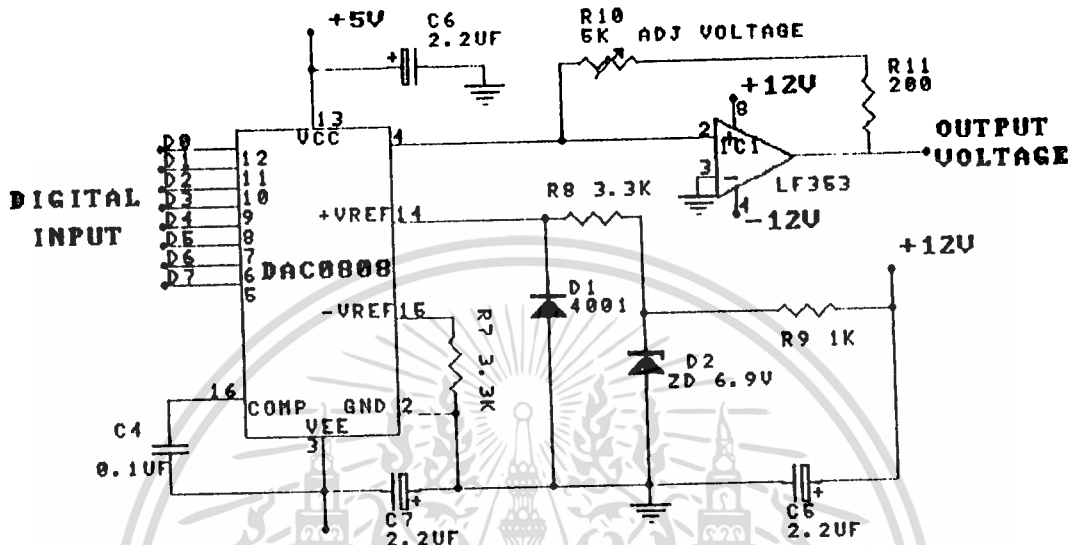 +5V
C6
2.2UF
R10
5K ADJ VOLTAGE
R11
200
+12V
8
13
VCC
4
2
IC1
3
LF353
4
-12V
OUTPUT
VOLTAGE
DIGITAL
INPUT
D0
D1
D2
D3
D4
D5
D6
D7
12
11
10
9
8
7
6
5
DAC0808
+VREF 14
R8 3.3K
-VREF 15
R7 3.3K
D1
4001
D2
ZD 6.9V
+12V
R9 1K
16
COMP
GND 2
VEE
3
C4
0.1UF
C7
2.2UF
C5
2.2UF